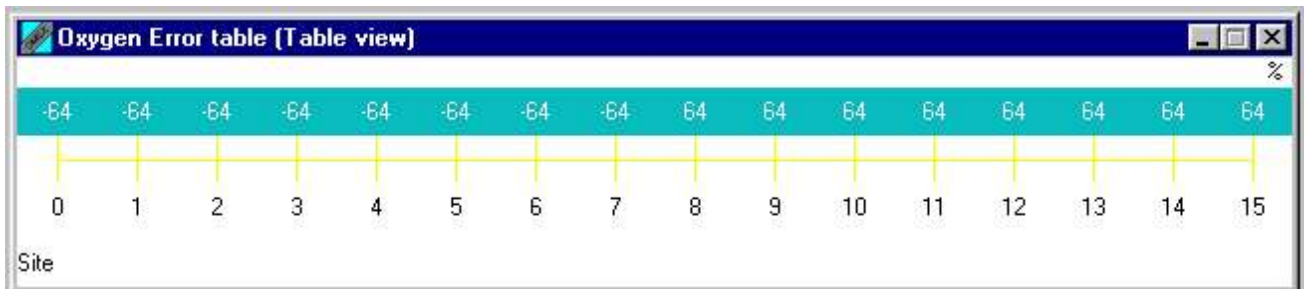 Oxygen Error table (Table view)
%
-64 -64 -64 -64 -64 -64 -64 -64 64 64 64 64 64 64 64 64
0 1 2 3 4 5 6 7 8 9 10 11 12 13 14 15
Site